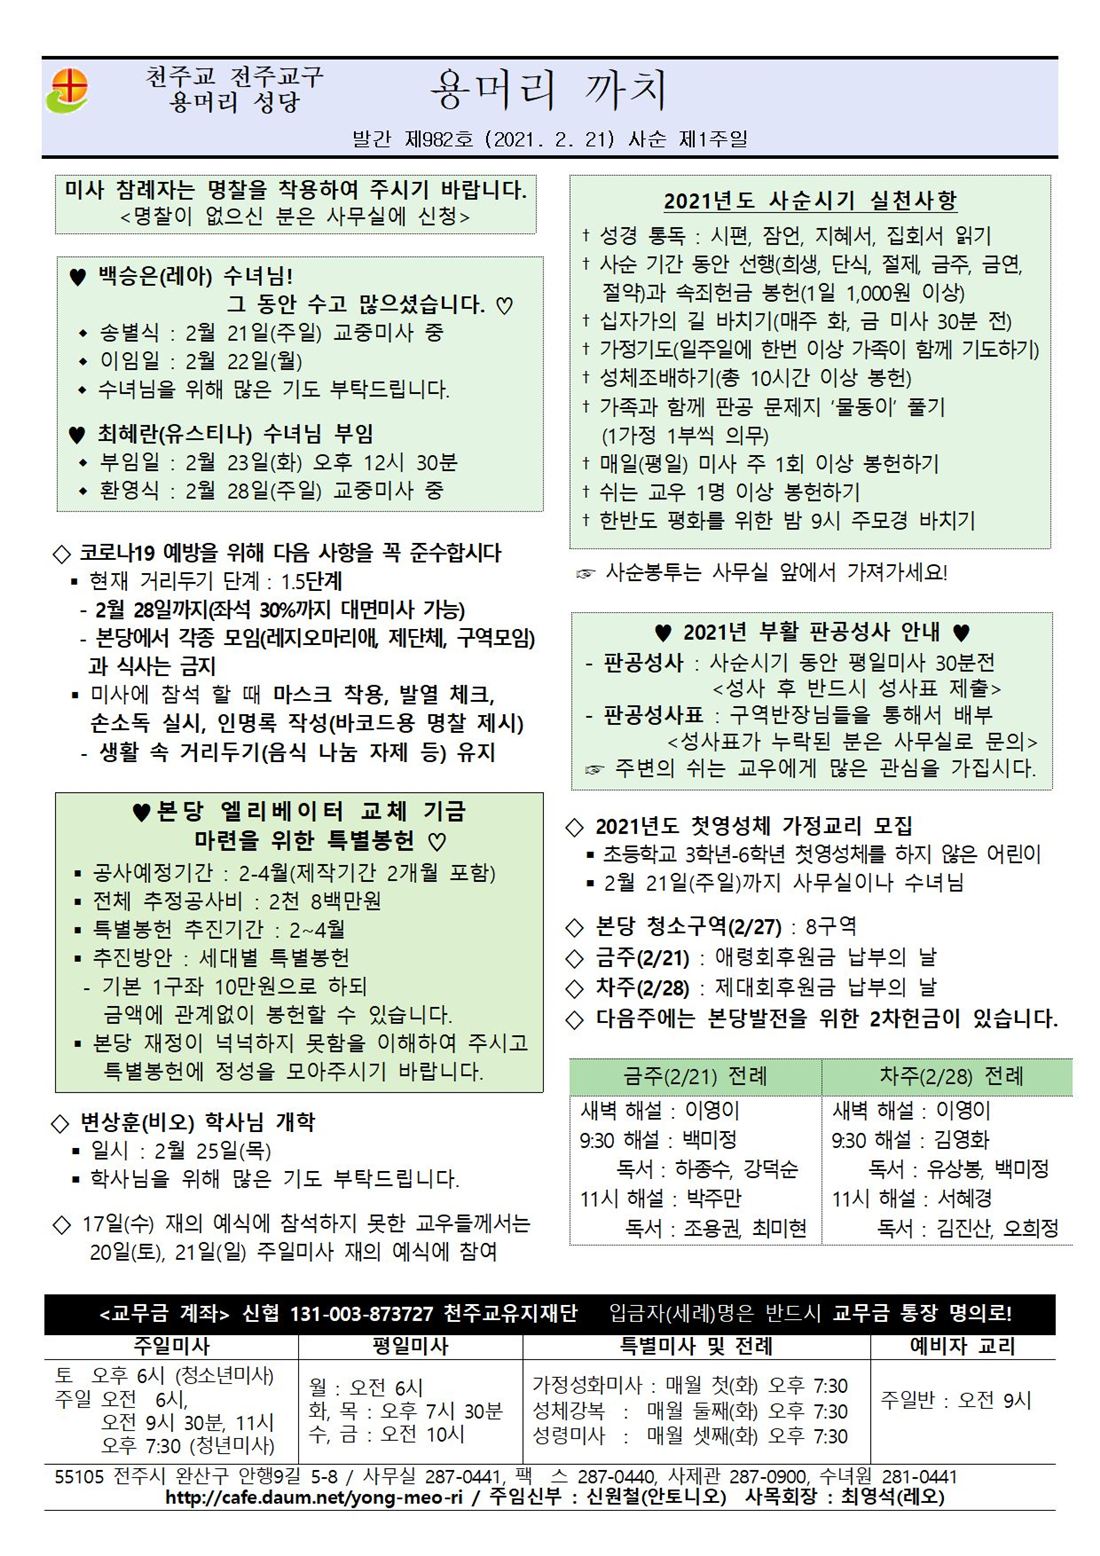 천주교 전주교구
용머리 성당
용머리 까치
발간 제982호 (2021. 2. 21) 사순 제1주일
미사 참례자는 명찰을 착용하여 주시기 바랍니다.
<명찰이 없으신 분은 사무실에 신청>
♥ 백승은(레아) 수녀님!
그 동안 수고 많으셨습니다. ♡
◆ 송별식 : 2월 21일(주일) 교중미사 중
◆ 이임일 : 2월 22일(월)
◆ 수녀님을 위해 많은 기도 부탁드립니다.
♥ 최혜란(유스티나) 수녀님 부임
◆ 부임일 : 2월 23일(화) 오후 12시 30분
◆ 환영식 : 2월 28일(주일) 교중미사 중
◇ 코로나19 예방을 위해 다음 사항을 꼭 준수합시다
▪ 현재 거리두기 단계 : 1.5단계
- 2월 28일까지(좌석 30%까지 대면미사 가능)
- 본당에서 각종 모임(레지오마리애, 제단체, 구역모임)
과 식사는 금지
▪ 미사에 참석 할 때 마스크 착용, 발열 체크,
손소독 실시, 인명록 작성(바코드용 명찰 제시)
- 생활 속 거리두기(음식 나눔 자제 등) 유지
♥본당 엘리베이터 교체 기금
마련을 위한 특별봉헌 ♡
▪ 공사예정기간 : 2-4월(제작기간 2개월 포함)
▪ 전체 추정공사비 : 2천 8백만원
▪ 특별봉헌 추진기간 : 2~4월
▪ 추진방안 : 세대별 특별봉헌
- 기본 1구좌 10만원으로 하되
금액에 관계없이 봉헌할 수 있습니다.
▪ 본당 재정이 넉넉하지 못함을 이해하여 주시고
특별봉헌에 정성을 모아주시기 바랍니다.
◇ 변상훈(비오) 학사님 개학
▪ 일시 : 2월 25일(목)
▪ 학사님을 위해 많은 기도 부탁드립니다.
◇ 17일(수) 재의 예식에 참석하지 못한 교우들께서는
20일(토), 21일(일) 주일미사 재의 예식에 참여
2021년도 사순시기 실천사항
† 성경 통독 : 시편, 잠언, 지혜서, 집회서 읽기
† 사순 기간 동안 선행(희생, 단식, 절제, 금주, 금연,
절약)과 속죄헌금 봉헌(1일 1,000원 이상)
† 십자가의 길 바치기(매주 화, 금 미사 30분 전)
† 가정기도(일주일에 한번 이상 가족이 함께 기도하기)
† 성체조배하기(총 10시간 이상 봉헌)
† 가족과 함께 판공 문제지 ‘물동이’ 풀기
(1가정 1부씩 의무)
† 매일(평일) 미사 주 1회 이상 봉헌하기
† 쉬는 교우 1명 이상 봉헌하기
† 한반도 평화를 위한 밤 9시 주모경 바치기
☞ 사순봉투는 사무실 앞에서 가져가세요!
♥ 2021년 부활 판공성사 안내 ♥
- 판공성사 : 사순시기 동안 평일미사 30분전
<성사 후 반드시 성사표 제출>
- 판공성사표 : 구역반장님들을 통해서 배부
<성사표가 누락된 분은 사무실로 문의>
☞ 주변의 쉬는 교우에게 많은 관심을 가집시다.
◇ 2021년도 첫영성체 가정교리 모집
▪ 초등학교 3학년-6학년 첫영성체를 하지 않은 어린이
▪ 2월 21일(주일)까지 사무실이나 수녀님
◇ 본당 청소구역(2/27) : 8구역
◇ 금주(2/21) : 애령회후원금 납부의 날
◇ 차주(2/28) : 제대회후원금 납부의 날
◇ 다음주에는 본당발전을 위한 2차헌금이 있습니다.
금주(2/21) 전례 차주(2/28) 전례
새벽 해설 : 이영이 새벽 해설 : 이영이
9:30 해설 : 백미정 9:30 해설 : 김영화
독서 : 하종수, 강덕순 독서 : 유상봉, 백미정
11시 해설 : 박주만 11시 해설 : 서혜경
독서 : 조용권, 최미현 독서 : 김진산, 오희정
<교무금 계좌> 신협 131-003-873727 천주교유지재단 입금자(세례)명은 반드시 교무금 통장 명의로!
주일미사 평일미사 특별미사 및 전례 예비자 교리
토 오후 6시 (청소년미사)
주일 오전 6시,
오전 9시 30분, 11시
오후 7:30 (청년미사)
월 : 오전 6시
화, 목 : 오후 7시 30분
수, 금 : 오전 10시
가정성화미사 : 매월 첫(화) 오후 7:30
성체강복 : 매월 둘째(화) 오후 7:30
성령미사 : 매월 셋째(화) 오후 7:30
주일반 : 오전 9시
55105 전주시 완산구 안행9길 5-8 / 사무실 287-0441, 팩 스 287-0440, 사제관 287-0900, 수녀원 281-0441
http://cafe.daum.net/yong-meo-ri / 주임신부 : 신원철(안토니오) 사목회장 : 최영석(레오)